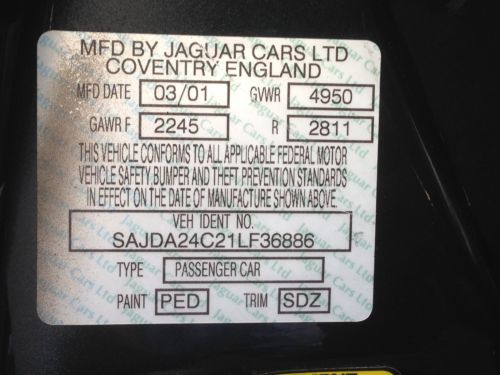 MFD BY JAGUAR CARS LTD
COVENTRY ENGLAND
MFD DATE 03/01 GVWR 4950
GAWR F 2245 R 2811
THIS VEHICLE CONFORMS TO ALL APPLICABLE FEDERAL MOTOR
VEHICLE SAFETY BUMPER AND THEFT PREVENTION STANDARDS
IN EFFECT ON THE DATE OF MANUFACTURE SHOWN ABOVE.
VEH IDENT NO.
SAJDA24C21LF36886
TYPE PASSENGER CAR
PAINT PED TRIM SDZ